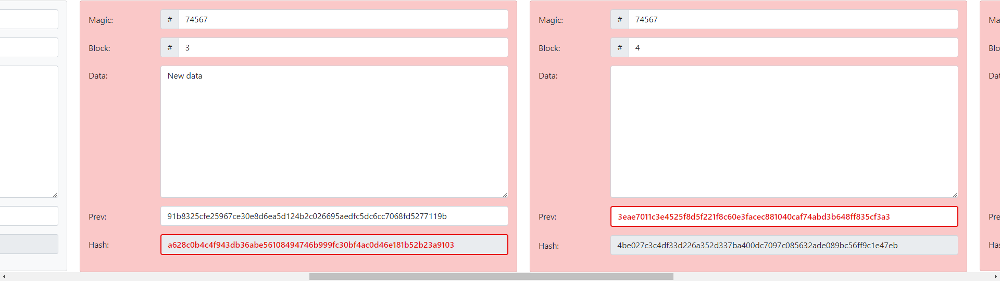 Magic: # 74567
Block: # 3
Data: New data
Prev: 91b8325cfe25967ce30e8d6ea5d124b2c026695aedfc5dc6cc7068fd5277119b
Hash: a628c0b4c4f943db36abe56108494746b999fc30bf4ac0d46e181b52b23a9103
Magic: # 74567
Block: # 4
Data:
Prev: 3eae7011c3e4525f8d5f221f8c60e3facec881040caf74abd3b648ff835cf3a3
Hash: 4be027c3c4df33d226a352d337ba400dc7097c085632ade089bc56ff9c1e47eb
Ma
Blo
Dat
Pre
Has